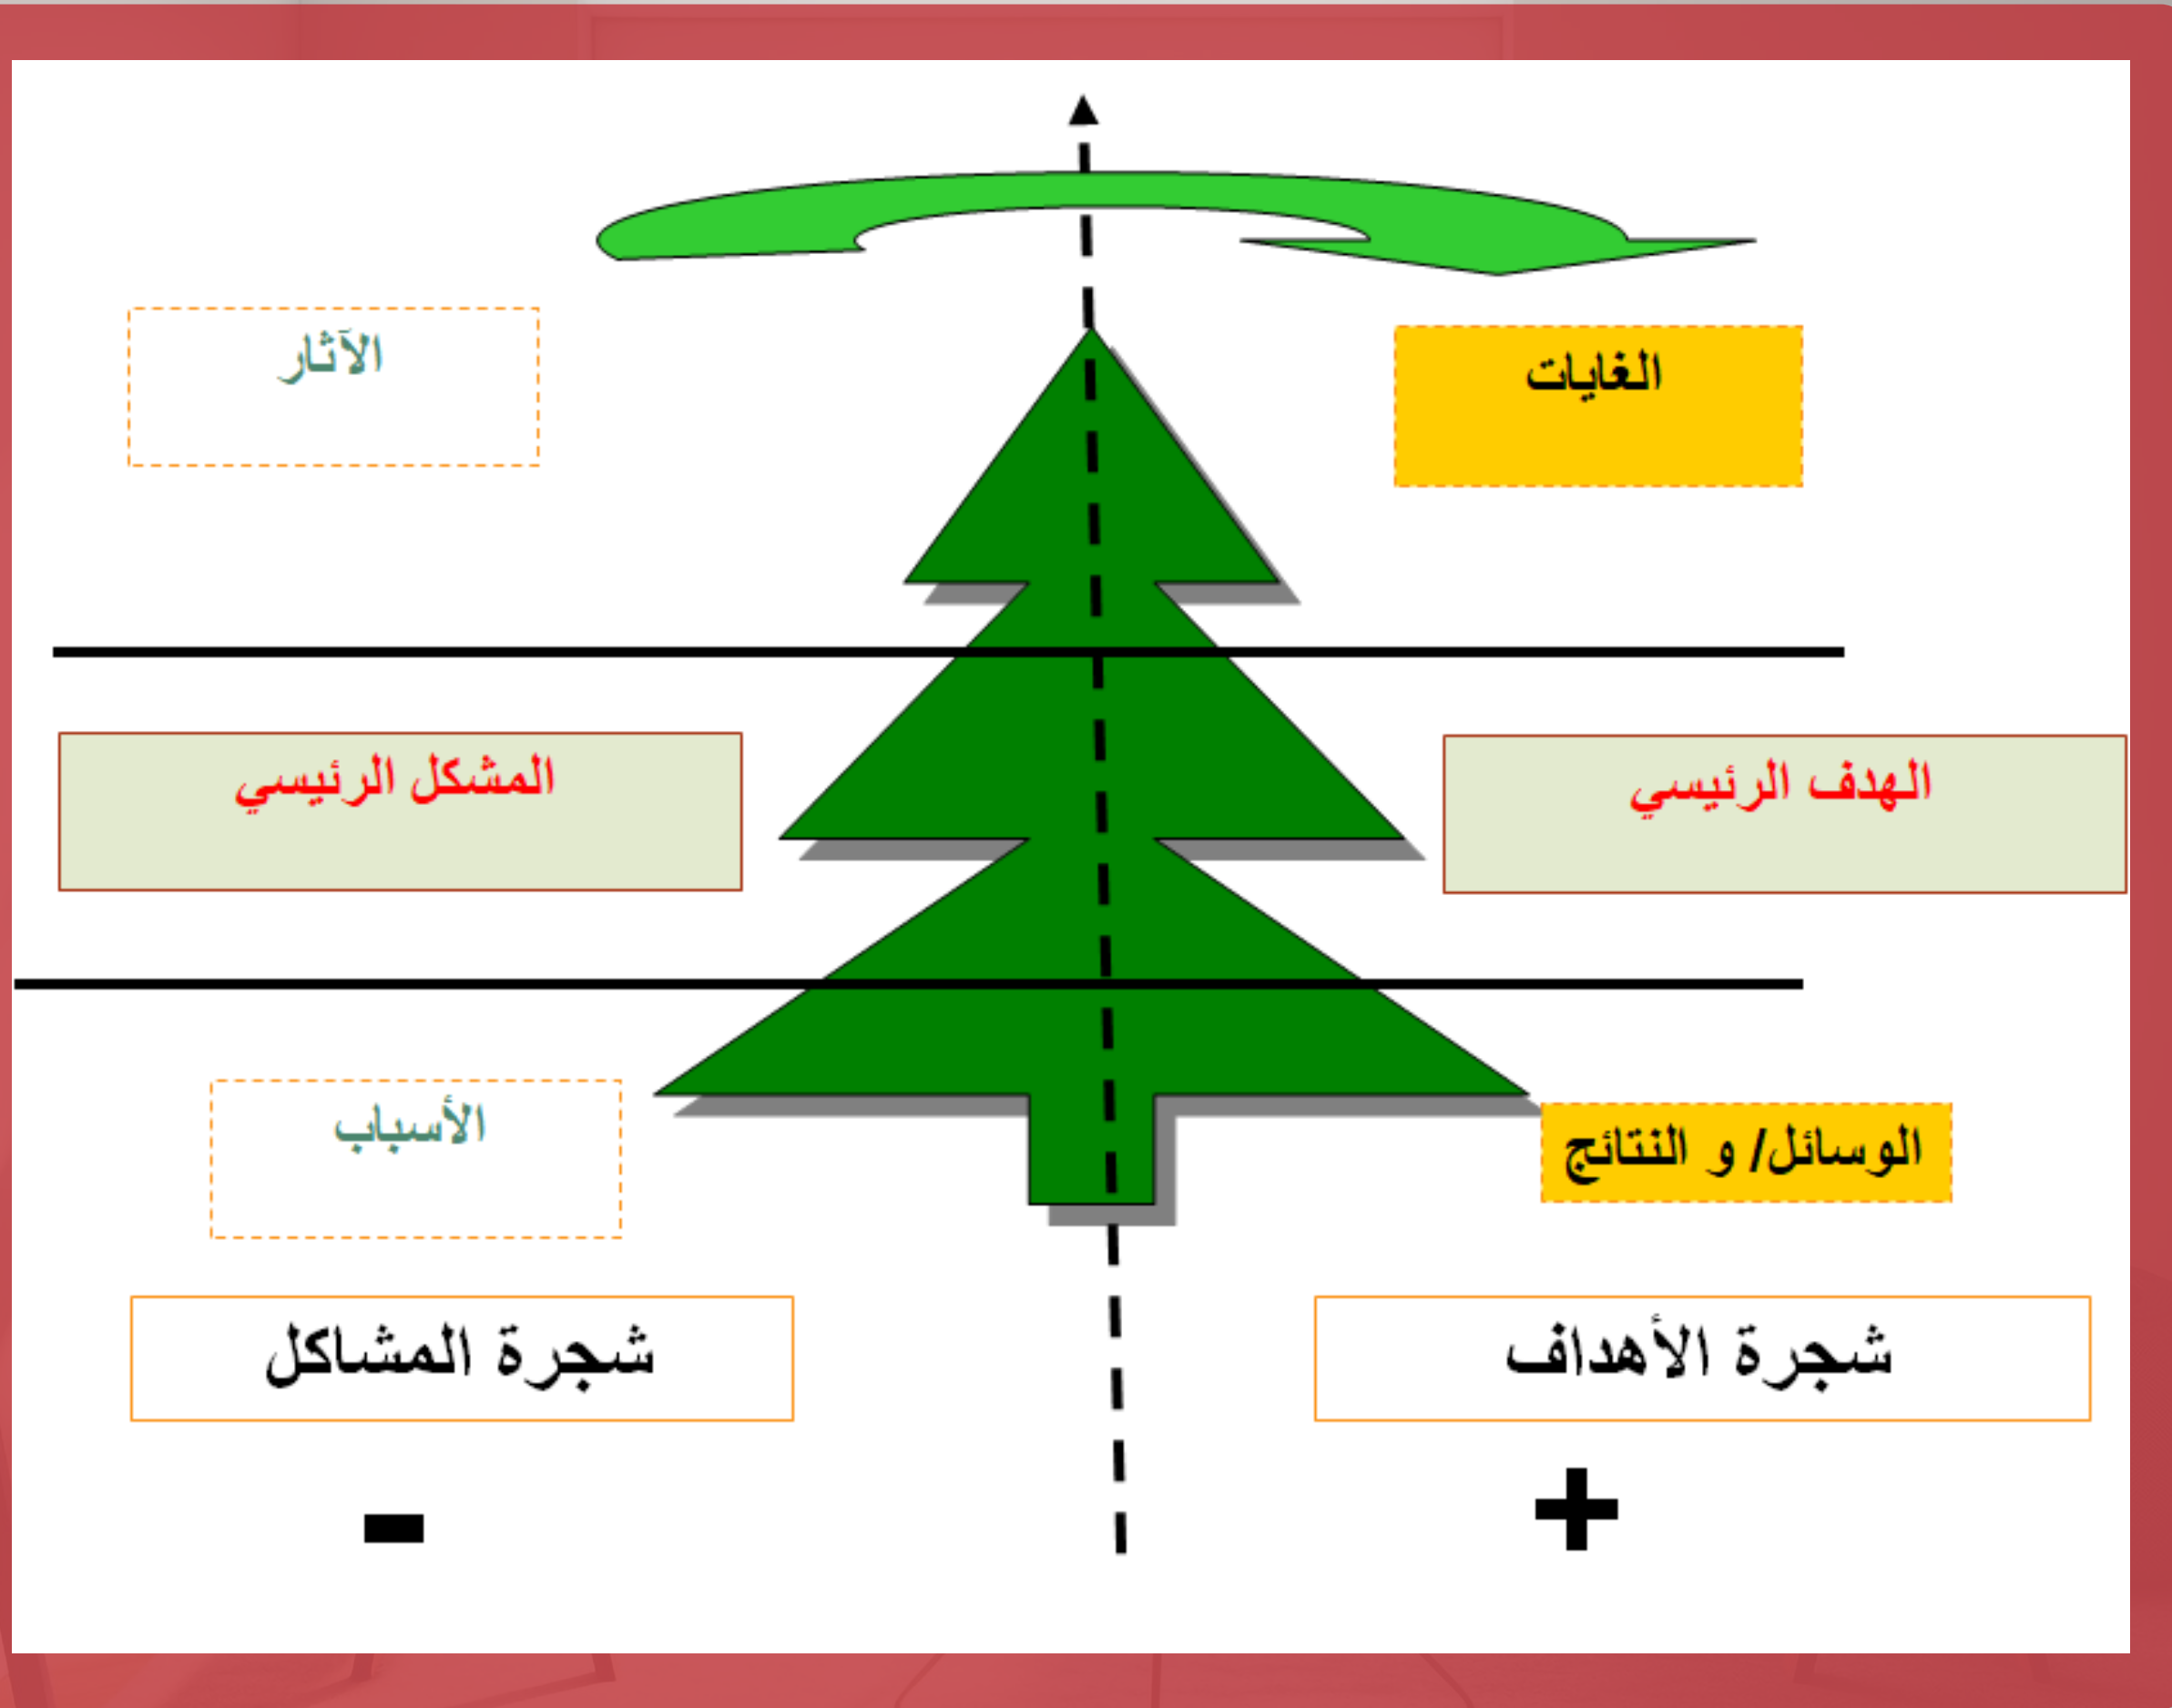 الغايات
الآثار
الهدف الرئيسي
المشكل الرئيسي
الوسائل/ و النتائج
الأسباب
شجرة الأهداف
شجرة المشاكل
+
-